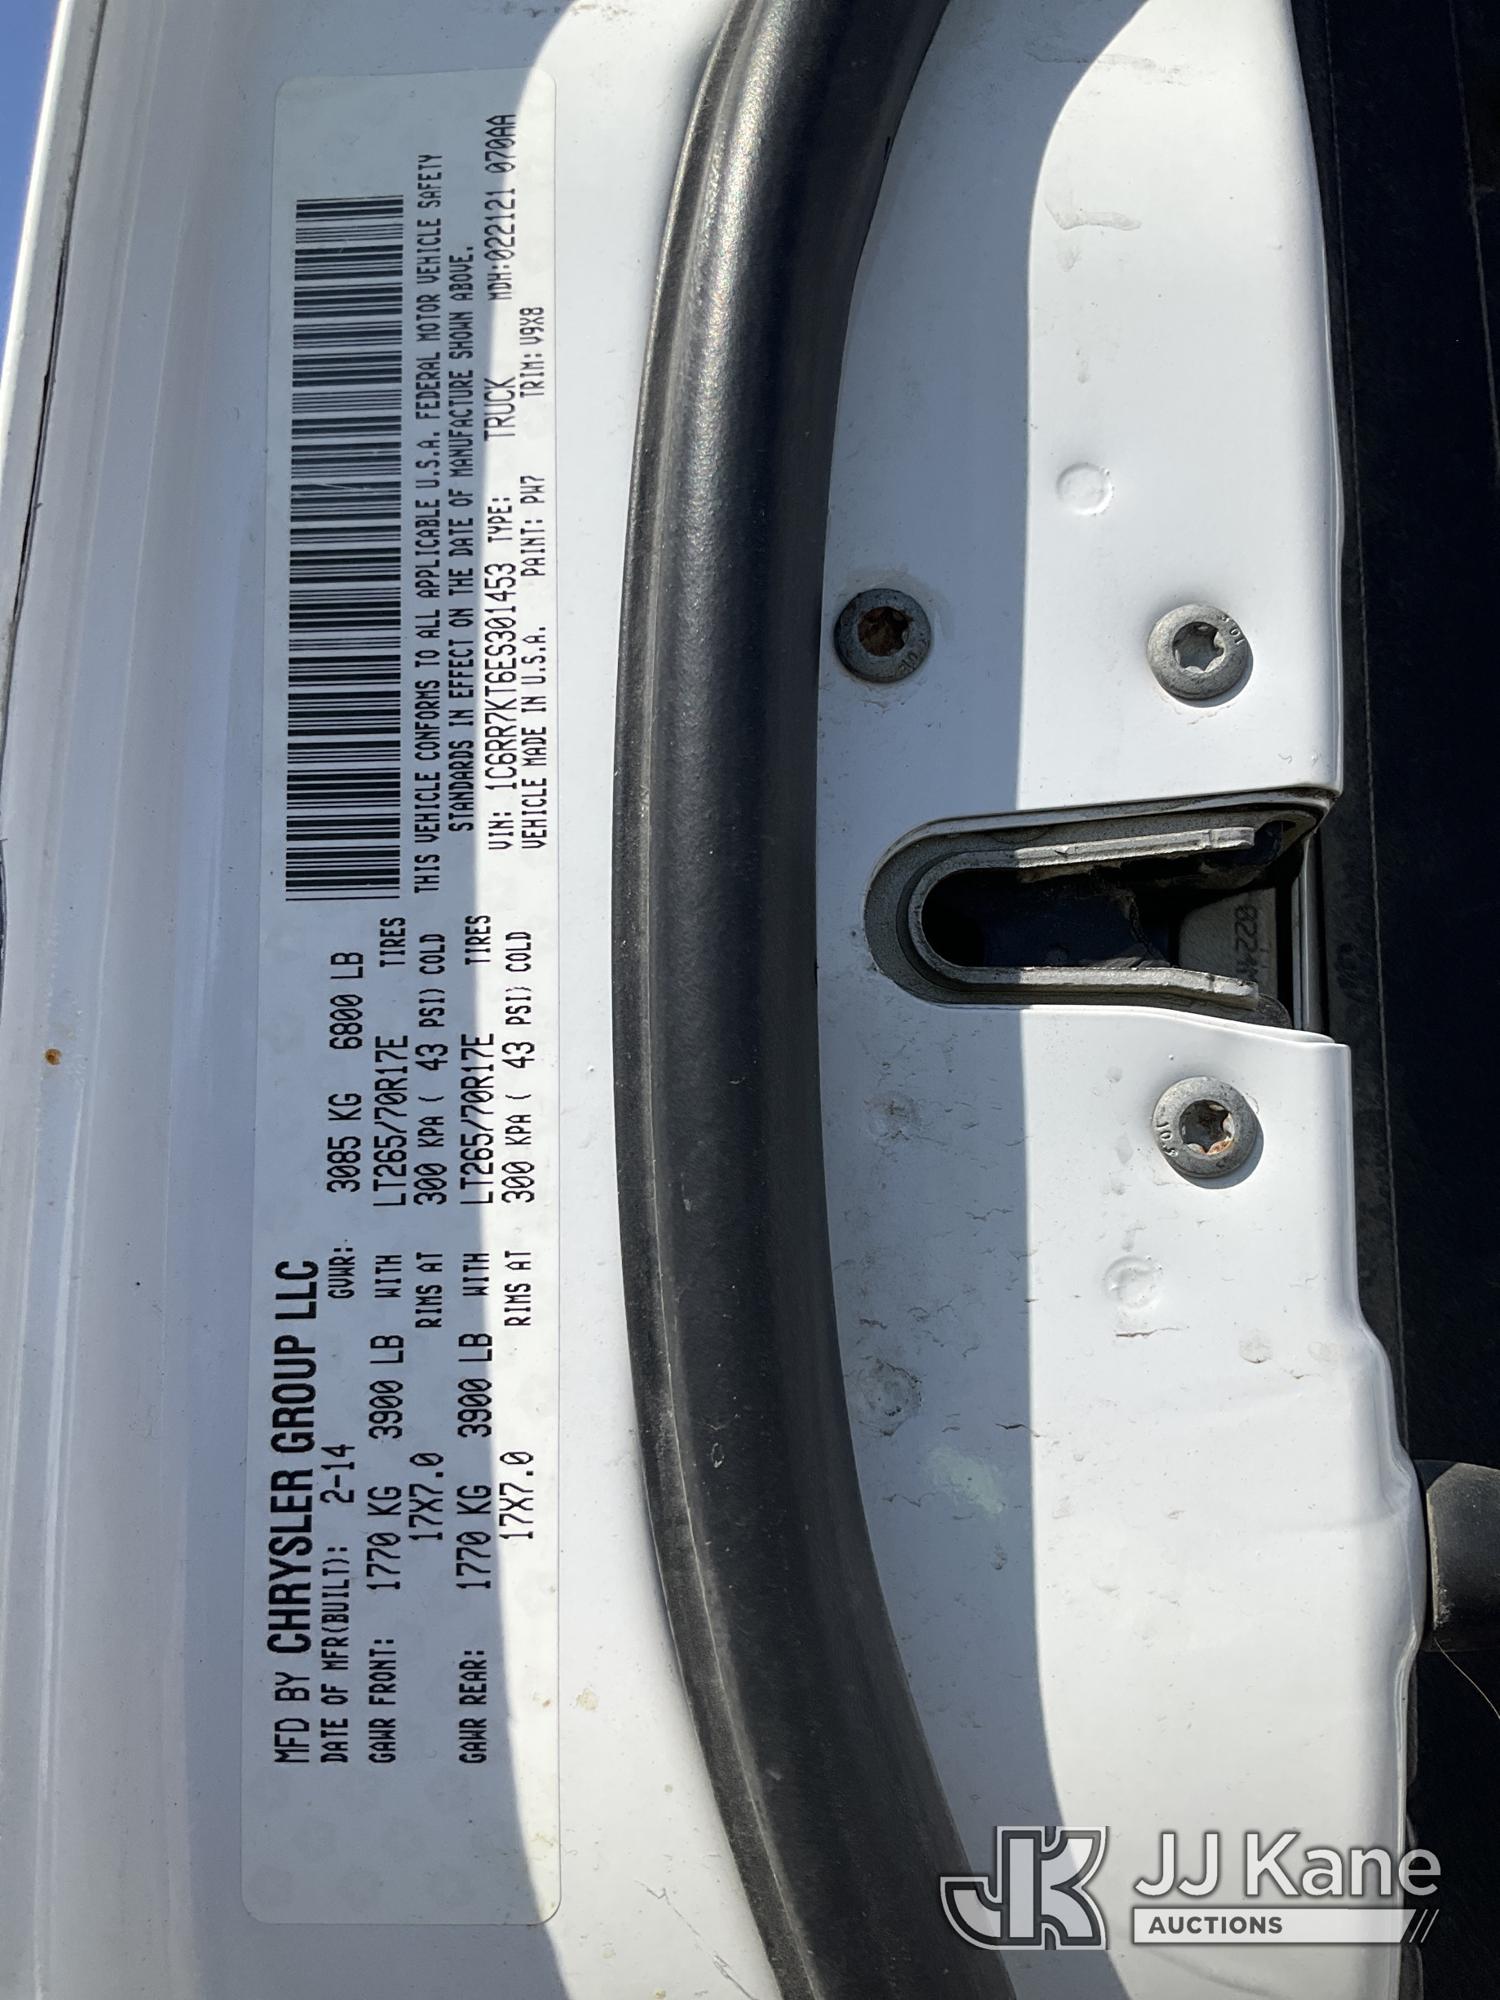 MFD BY CHRYSLER GROUP LLC
DATE OF MFR(BUILT): 2-14 GVWR: 3085 KG 6800 LB
GAWR FRONT: 1770 KG 3900 LB WITH LT265/70R17E TIRES
17X7.0 RIMS AT 300 KPA ( 43 PSI) COLD
GAWR REAR: 1770 KG 3900 LB WITH LT265/70R17E TIRES
17X7.0 RIMS AT 300 KPA ( 43 PSI) COLD
THIS VEHICLE CONFORMS TO ALL APPLICABLE U.S.A. FEDERAL MOTOR VEHICLE SAFETY
STANDARDS IN EFFECT ON THE DATE OF MANUFACTURE SHOWN ABOVE.
VIN: 1C6RR7KT6ES301453 TYPE: TRUCK MDH:022121 070AA
VEHICLE MADE IN U.S.A. PAINT: PW7 TRIM: V9X8
JK JJ Kane
AUCTIONS